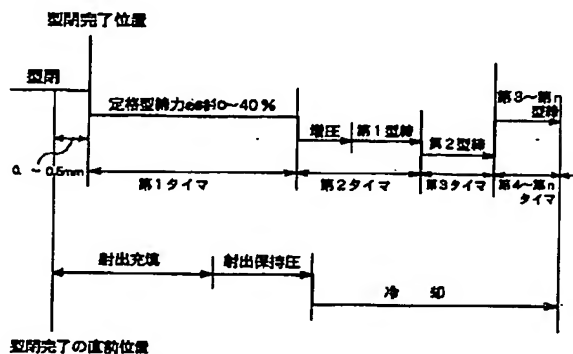 型閉完了位置
型閉
定格型締力の10~40%
第3~第n
型締
増圧
第1型締
第2型締
~0.5mm
第1タイマ
第2タイマ
第3タイマ
第4~第n
タイマ
射出充填
射出保持圧
冷却
型閉完了の直前位置